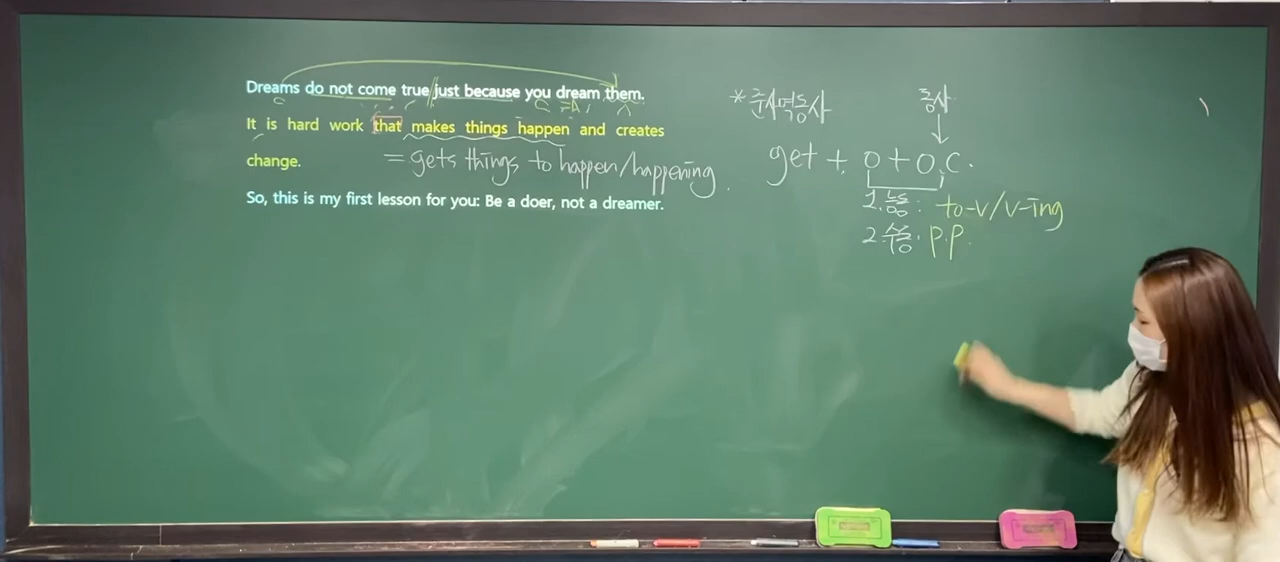 Dreams do not come true just because you dream them.
It is hard work that makes things happen and creates
change.
= gets things to happen/happening.
So, this is my first lesson for you: Be a doer, not a dreamer.
* 준사역동사
동사
get + O + O.C.
1. 능동: to-v/v-ing
2. 수동: p.p.